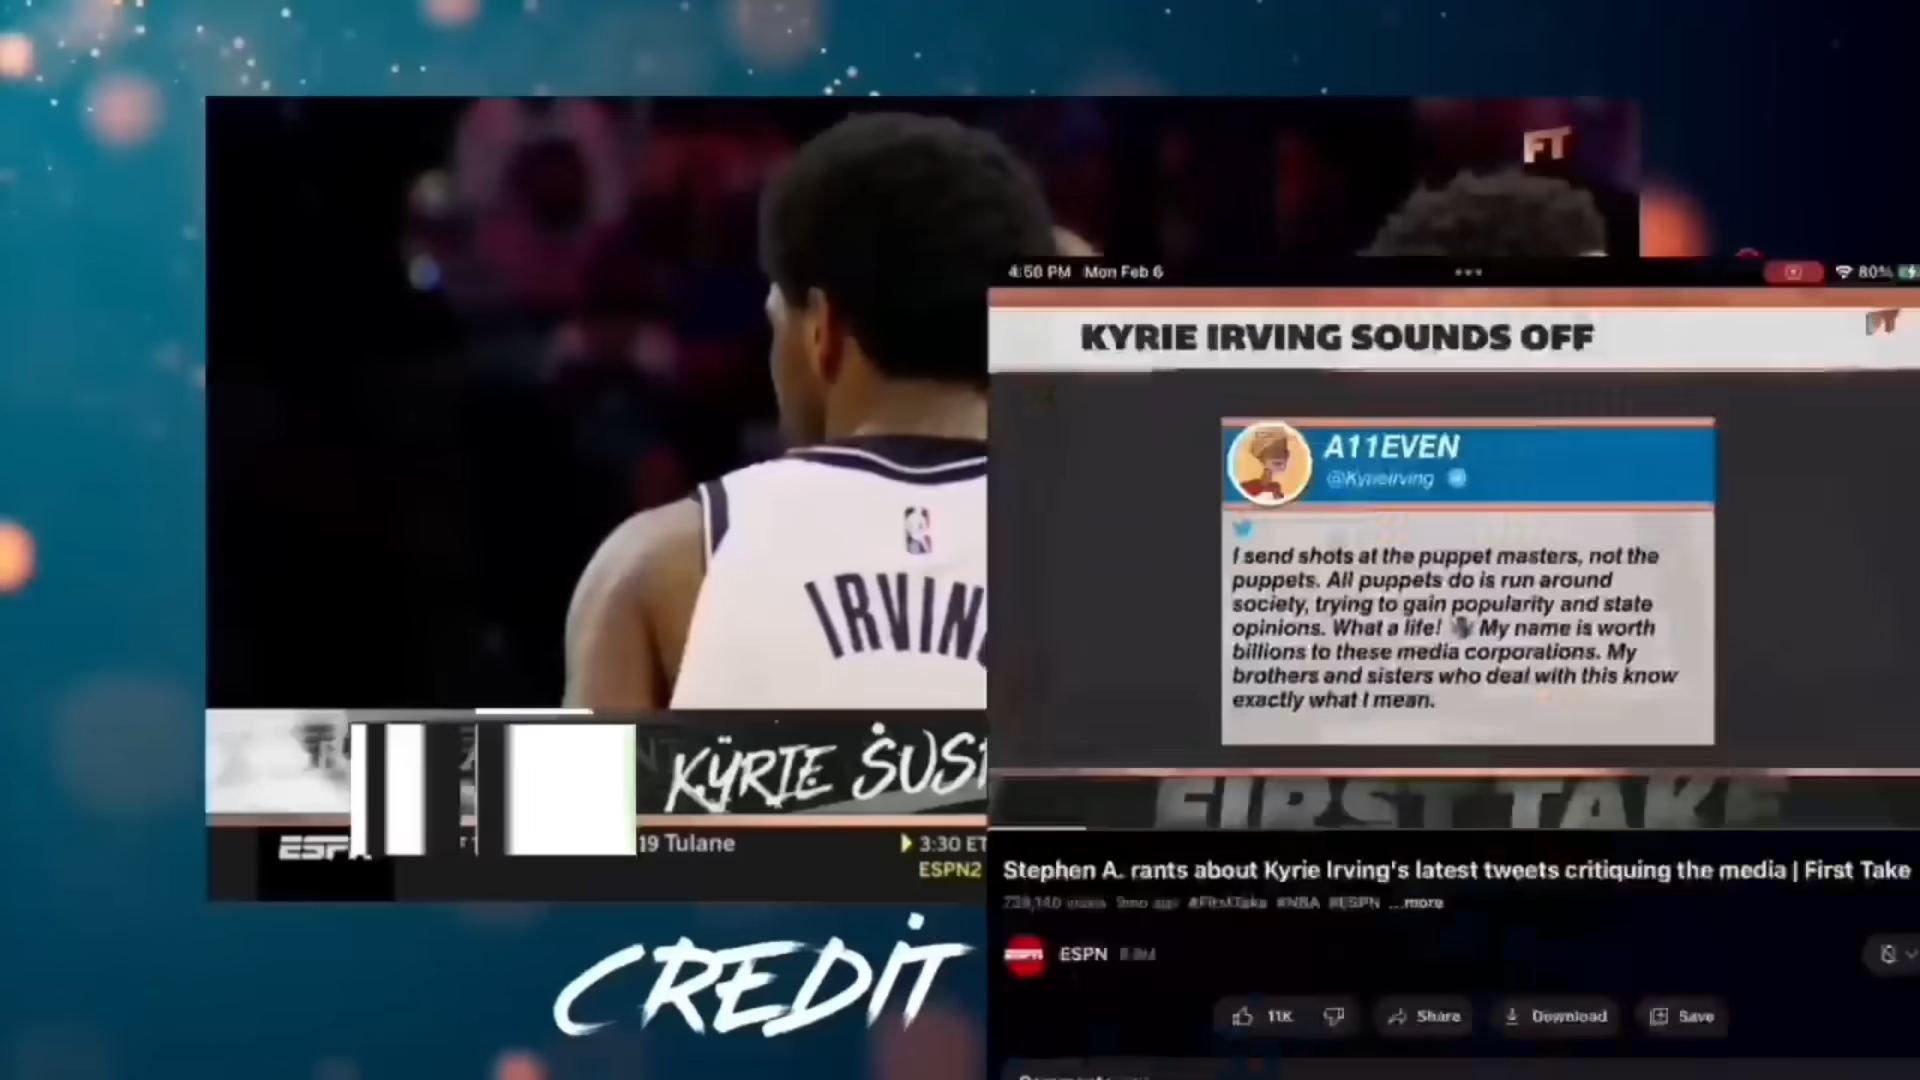 FT
4:50 PM Mon Feb 6
80%
KYRIE IRVING SOUNDS OFF
FT
A11EVEN
@KyrieIrving
I send shots at the puppet masters, not the
puppets. All puppets do is run around
society, trying to gain popularity and state
opinions. What a life! My name is worth
billions to these media corporations. My
brothers and sisters who deal with this know
exactly what I mean.
IRVIN
KYRIE SUS
FIRST TAKE
ESPN
19 Tulane
3:30 ET
ESPN2
Stephen A. rants about Kyrie Irving's latest tweets critiquing the media | First Take
#FirstTake #NBA #ESPN ...more
ESPN
11K
Share
Download
Save
CREDIT